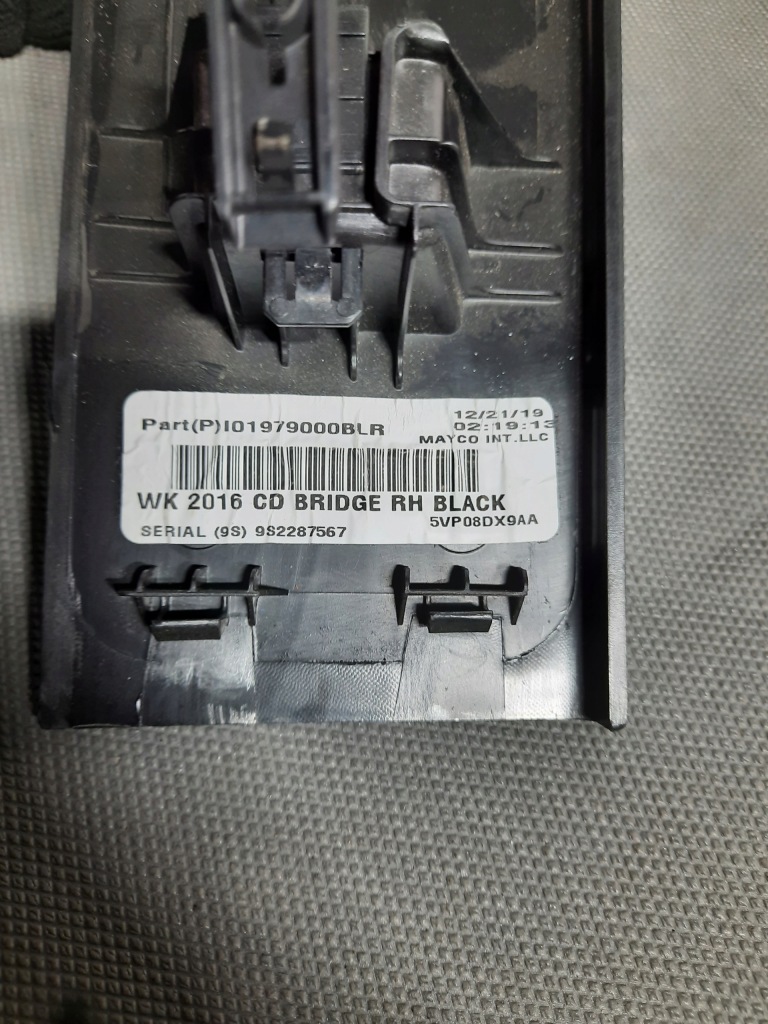 12/21/19
Part(P)I01979000BLR 02:19:13
MAYCO INT.LLC
WK 2016 CD BRIDGE RH BLACK
5VP08DX9AA
SERIAL (9S) 9S2287567